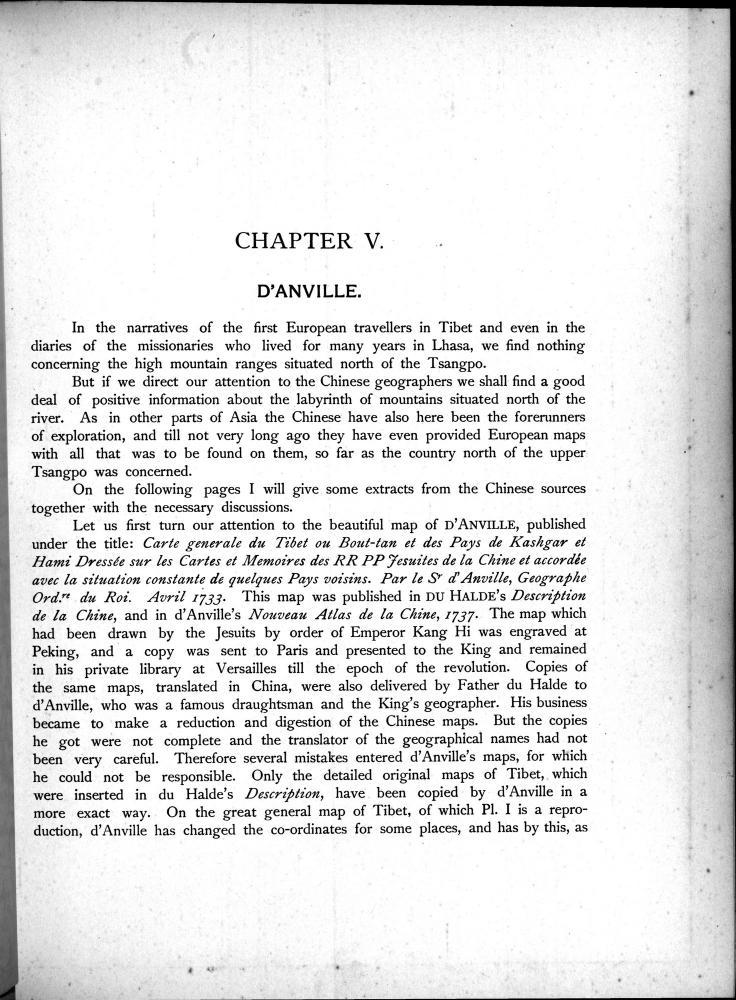 CHAPTER V.
D'ANVILLE.
In the narratives of the first European travellers in Tibet and even in the
diaries of the missionaries who lived for many years in Lhasa, we find nothing
concerning the high mountain ranges situated north of the Tsangpo.
But if we direct our attention to the Chinese geographers we shall find a good
deal of positive information about the labyrinth of mountains situated north of the
river. As in other parts of Asia the Chinese have also here been the forerunners
of exploration, and till not very long ago they have even provided European maps
with all that was to be found on them, so far as the country north of the upper
Tsangpo was concerned.
On the following pages I will give some extracts from the Chinese sources
together with the necessary discussions.
Let us first turn our attention to the beautiful map of D'ANVILLE, published
under the title: Carte generale du Tibet ou Bout-tan et des Pays de Kashgar et
Hami Dressée sur les Cartes et Memoires des RR PP Jesuites de la Chine et accordée
avec la situation constante de quelques Pays voisins. Par le Sr d'Anville, Geographe
Ord.re du Roi. Avril 1733. This map was published in DU HALDE's Description
de la Chine, and in d'Anville's Nouveau Atlas de la Chine, 1737. The map which
had been drawn by the Jesuits by order of Emperor Kang Hi was engraved at
Peking, and a copy was sent to Paris and presented to the King and remained
in his private library at Versailles till the epoch of the revolution. Copies of
the same maps, translated in China, were also delivered by Father du Halde to
d'Anville, who was a famous draughtsman and the King's geographer. His business
became to make a reduction and digestion of the Chinese maps. But the copies
he got were not complete and the translator of the geographical names had not
been very careful. Therefore several mistakes entered d'Anville's maps, for which
he could not be responsible. Only the detailed original maps of Tibet, which
were inserted in du Halde's Description, have been copied by d'Anville in a
more exact way. On the great general map of Tibet, of which Pl. I is a repro-
duction, d'Anville has changed the co-ordinates for some places, and has by this, as